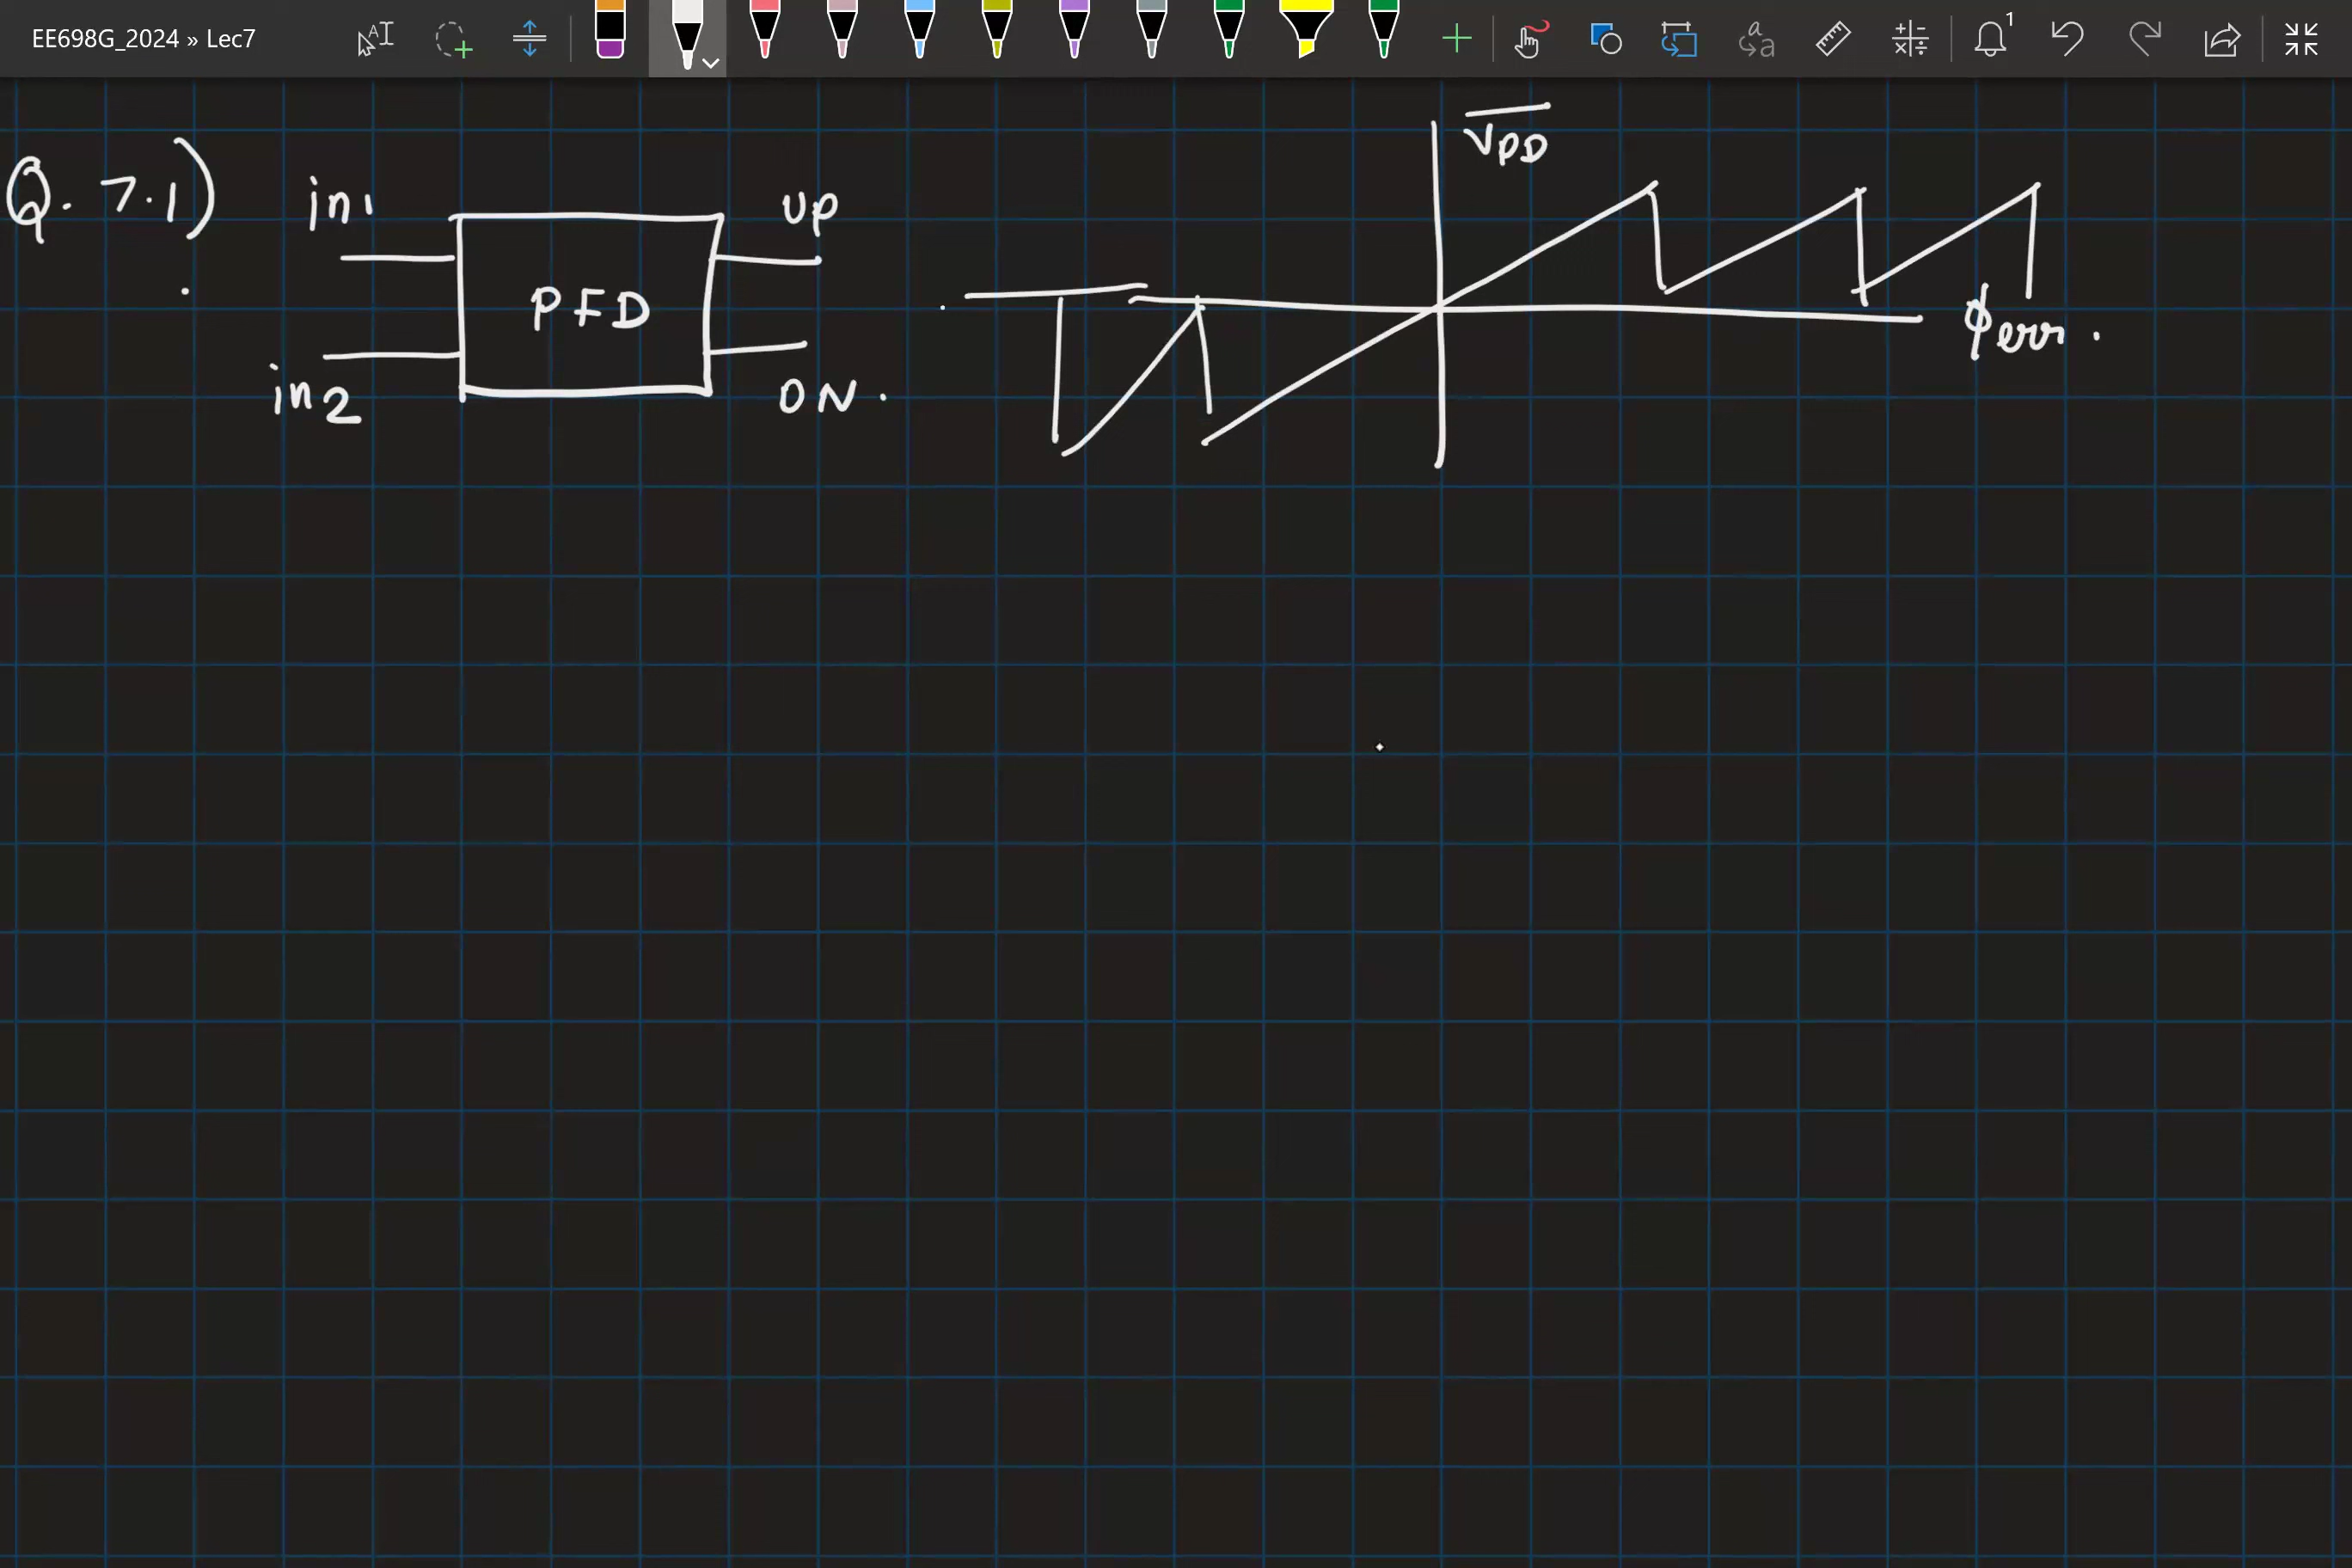 EE698G_2024 » Lec7
Q. 7.1)
in1
UP
PFD
in2
DN.
VPD
ϕerr.